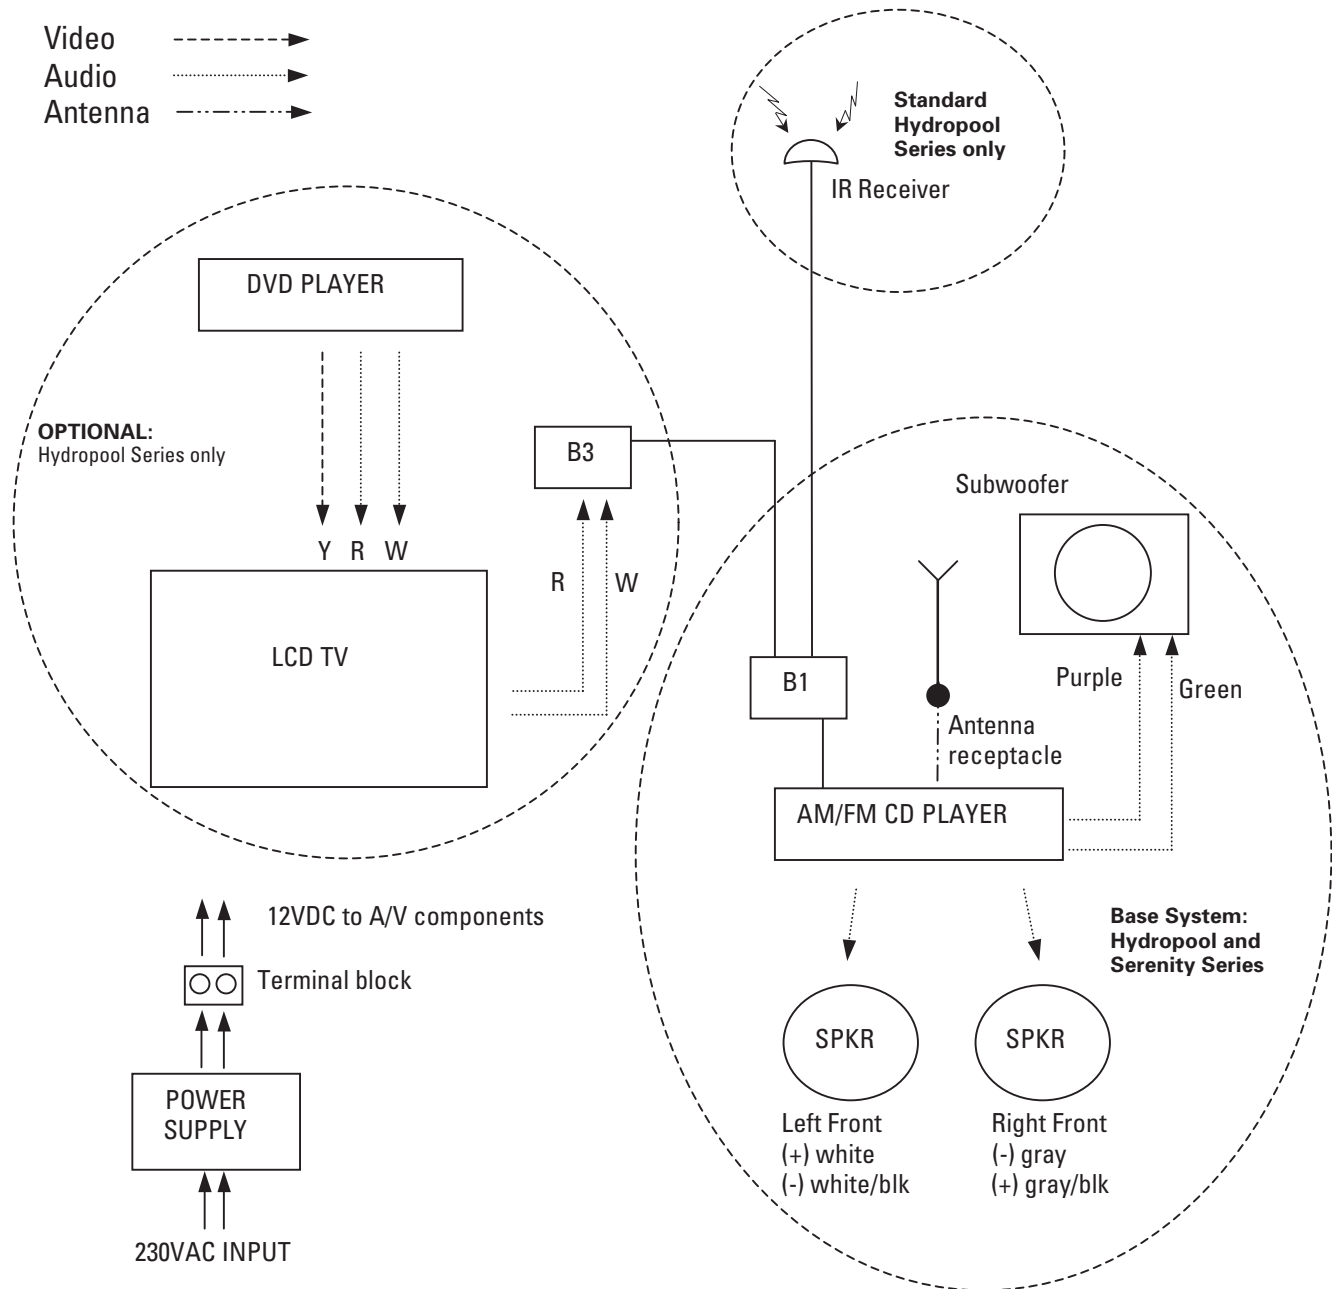 Video
Audio
Antenna
Standard
Hydropool
Series only
IR Receiver
DVD PLAYER
OPTIONAL:
Hydropool Series only
B3
Y R W
R W
LCD TV
Subwoofer
B1
Purple
Green
Antenna
receptacle
AM/FM CD PLAYER
12VDC to A/V components
Terminal block
POWER
SUPPLY
230VAC INPUT
Base System:
Hydropool and
Serenity Series
SPKR
SPKR
Left Front
(+) white
(-) white/blk
Right Front
(-) gray
(+) gray/blk